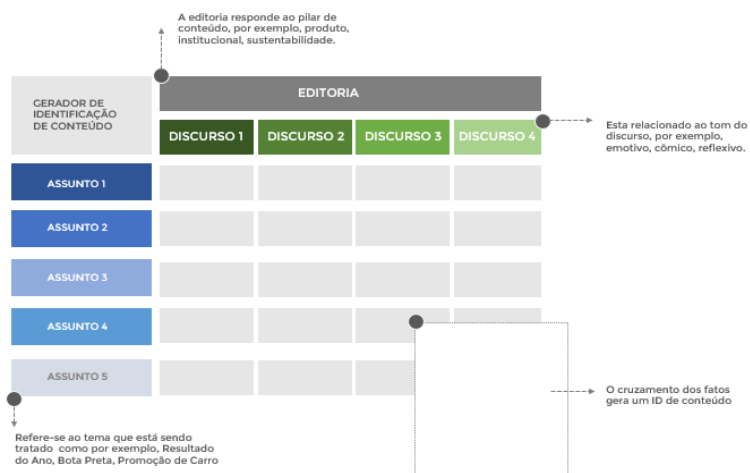 A editoria responde ao pilar de
conteúdo, por exemplo, produto,
institucional, sustentabilidade.
GERADOR DE
IDENTIFICAÇÃO
DE CONTEÚDO
EDITORIA
DISCURSO 1
DISCURSO 2
DISCURSO 3
DISCURSO 4
Esta relacionado ao tom do
discurso, por exemplo,
emotivo, cômico, reflexivo.
ASSUNTO 1
ASSUNTO 2
ASSUNTO 3
ASSUNTO 4
ASSUNTO 5
O cruzamento dos fatos
gera um ID de conteúdo
Refere-se ao tema que está sendo
tratado como por exemplo, Resultado
do Ano, Bota Preta, Promoção de Carro